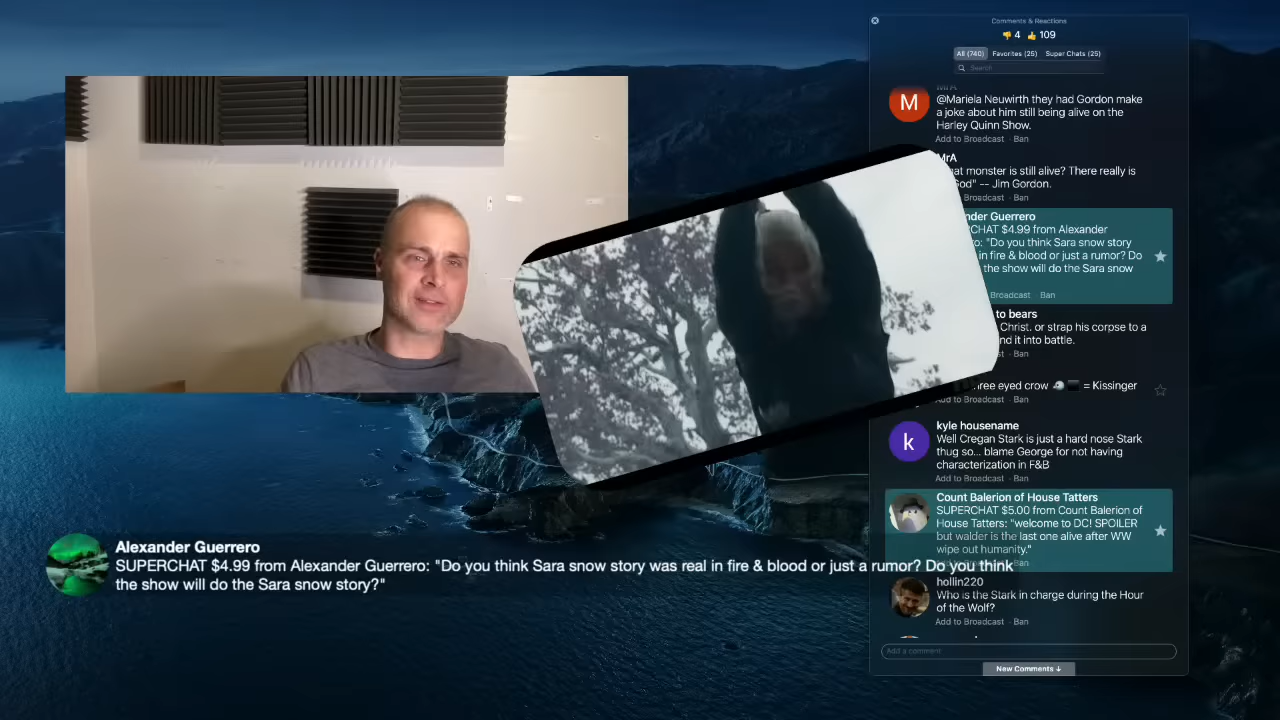 Comments & Reactions
👎 4 👍 109
All (740) Favorites (25) Super Chats (25)
Search
MrA
@Mariela Neuwirth they had Gordon make
a joke about him still being alive on the
Harley Quinn Show.
Add to Broadcast · Ban
M
MrA
at monster is still alive? There really is
God" -- Jim Gordon.
Broadcast · Ban
nder Guerrero
CHAT $4.99 from Alexander
o: "Do you think Sara snow story
in fire & blood or just a rumor? Do
the show will do the Sara snow
Broadcast · Ban
to bears
Christ. or strap his corpse to a
nd it into battle.
st · Ban
ree eyed crow = Kissinger
Add to Broadcast · Ban
k
kyle housename
Well Cregan Stark is just a hard nose Stark
thug so... blame George for not having
characterization in F&B
Add to Broadcast · Ban
Count Balerion of House Tatters
SUPERCHAT $5.00 from Count Balerion of
House Tatters: "welcome to DC! SPOILER
but walder is the last one alive after WW
wipe out humanity."
hollin220
Who is the Stark in charge during the Hour
of the Wolf?
Add to Broadcast · Ban
Add a comment
New Comments ↓
Alexander Guerrero
SUPERCHAT $4.99 from Alexander Guerrero: "Do you think Sara snow story was real in fire & blood or just a rumor? Do you think
the show will do the Sara snow story?"